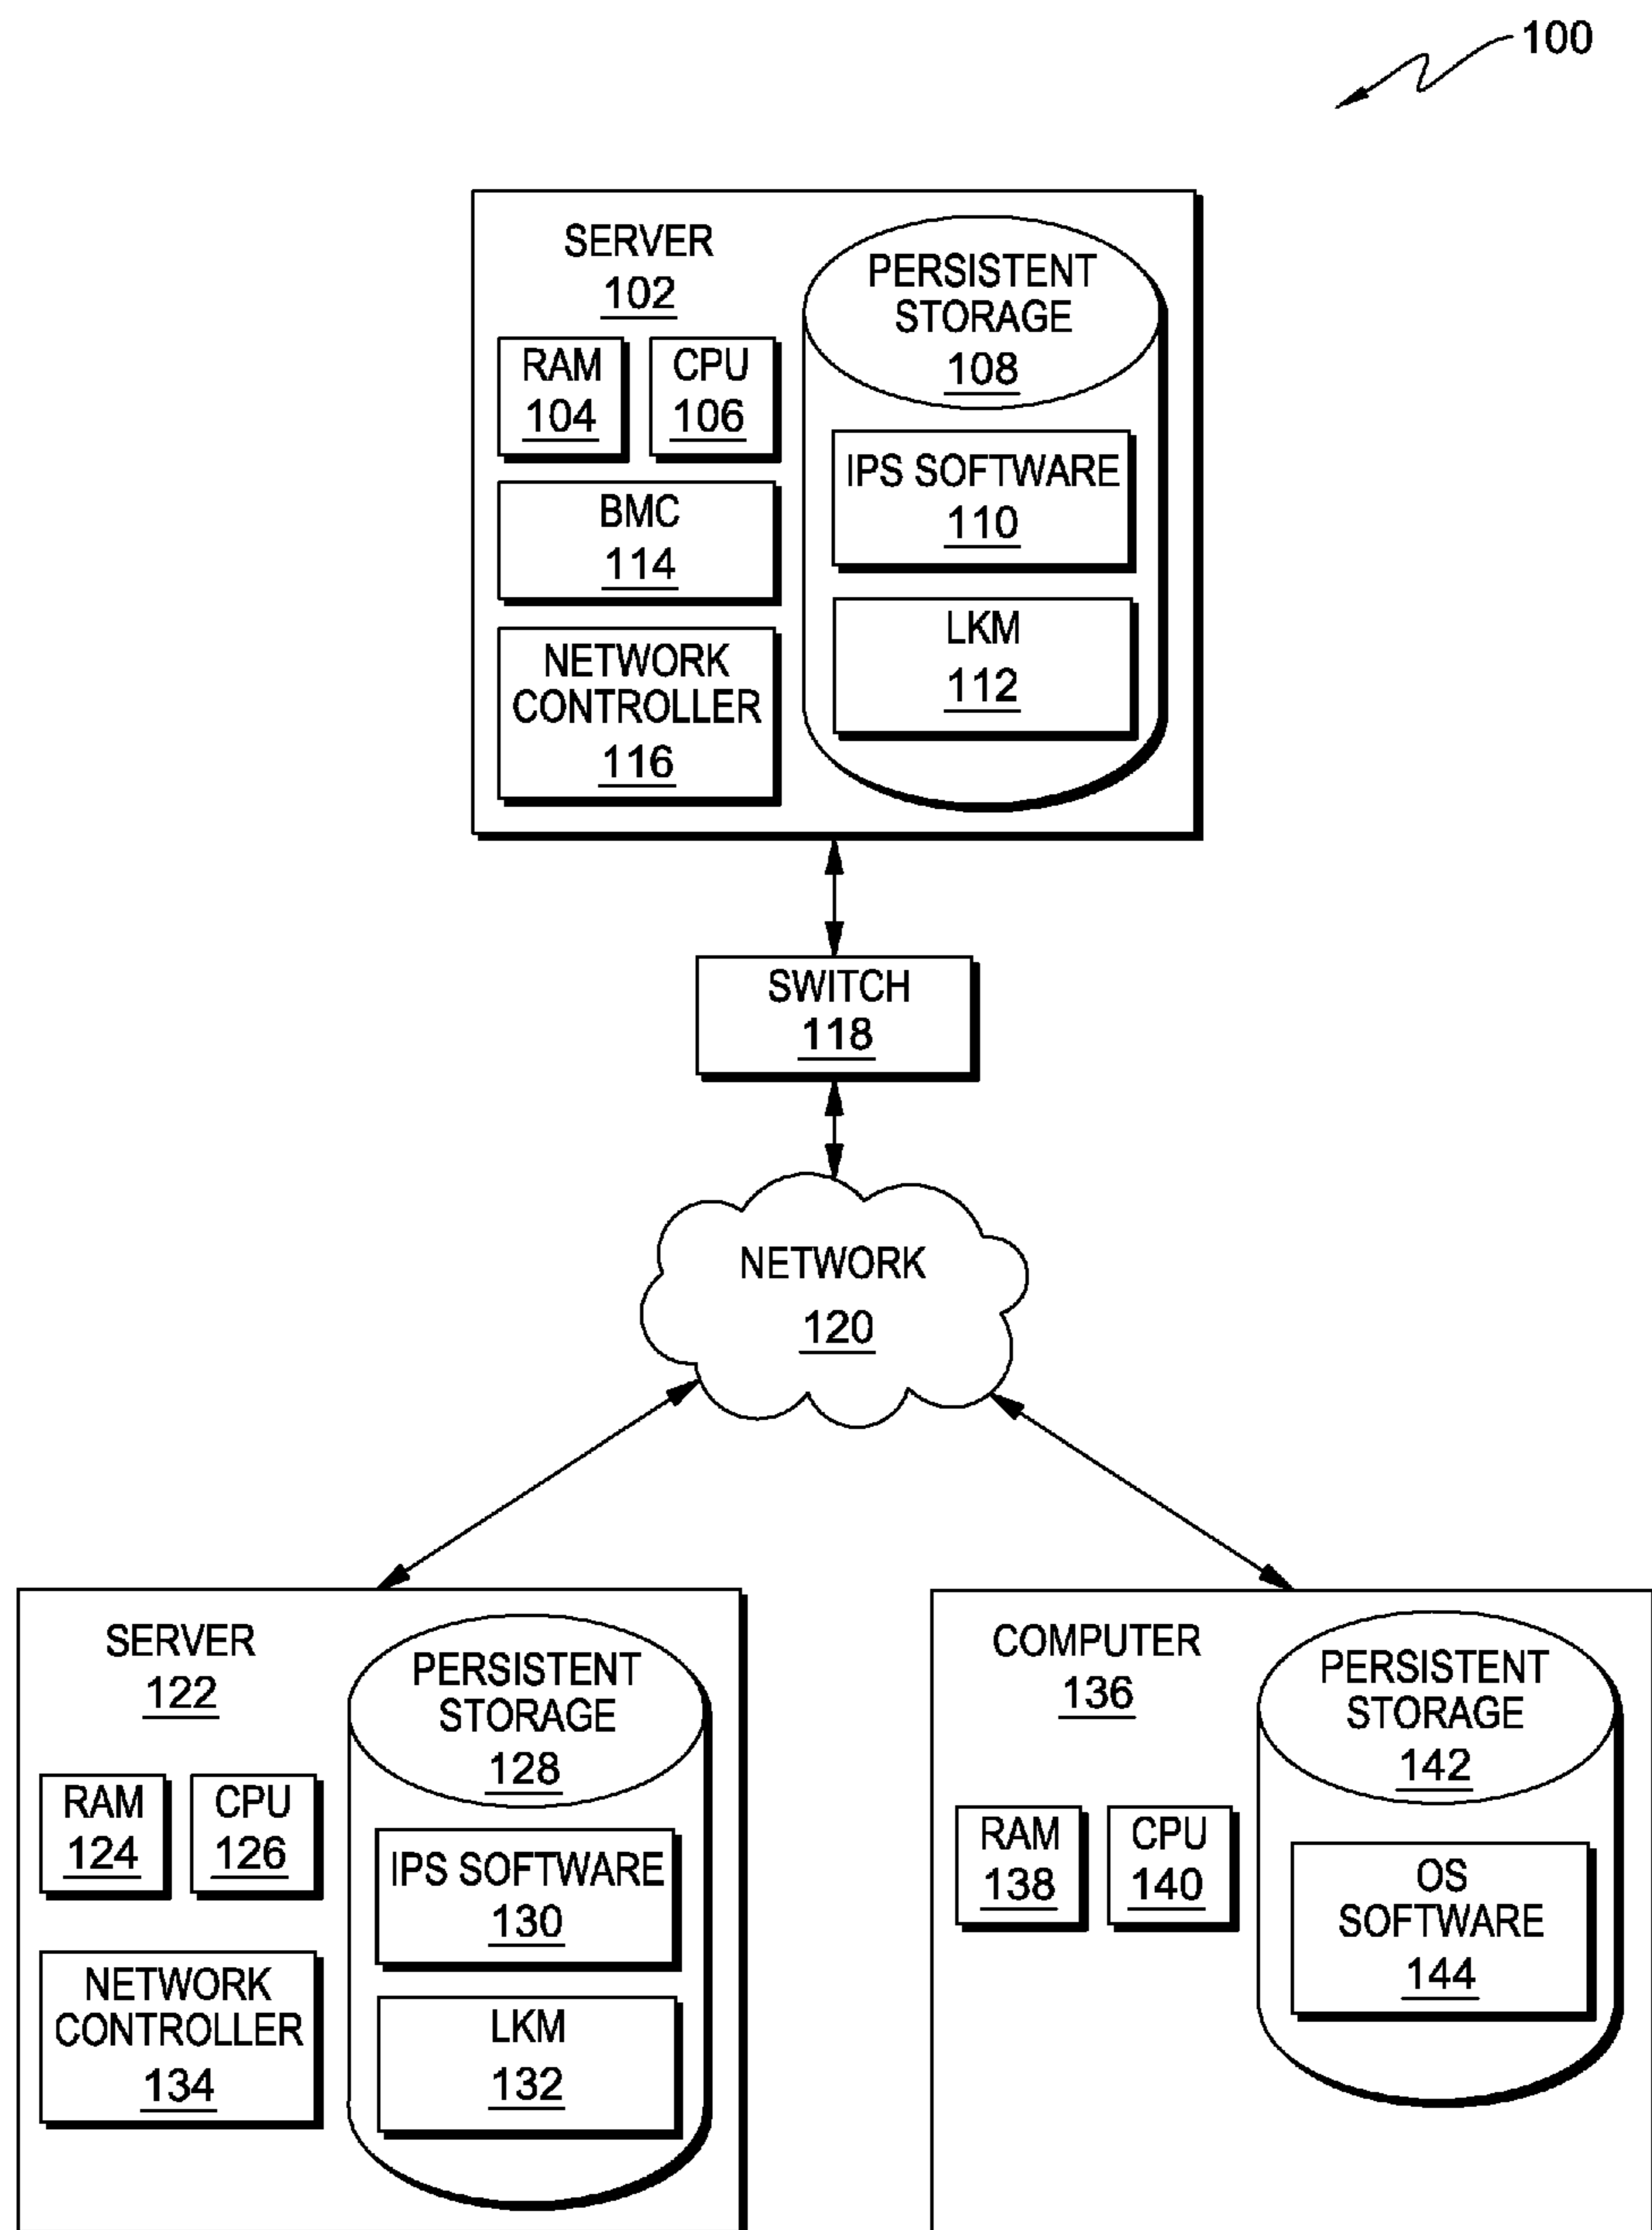 100
SERVER
102
PERSISTENT
STORAGE
108
RAM
104
CPU
106
IPS SOFTWARE
110
BMC
114
LKM
112
NETWORK
CONTROLLER
116
SWITCH
118
NETWORK
120
SERVER
122
PERSISTENT
STORAGE
128
RAM
124
CPU
126
IPS SOFTWARE
130
NETWORK
CONTROLLER
134
LKM
132
COMPUTER
136
PERSISTENT
STORAGE
142
RAM
138
CPU
140
OS
SOFTWARE
144